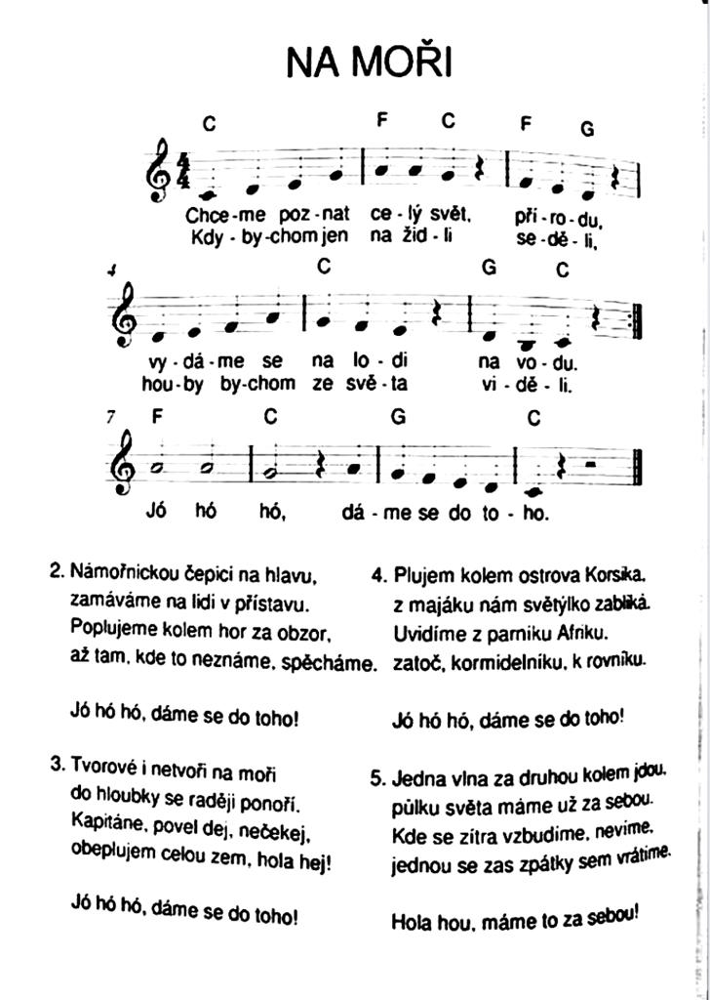 NA MOŘI
C F C F G
4/4
Chce-me poz-nat ce-lý svět, pří-ro-du,
Kdy-by-chom jen na žid-li se-dě-li,
4 C G C
vy-dá-me se na lo-di na vo-du.
hou-by by-chom ze svě-ta vi-dě-li.
7 F C G C
Jó hó hó, dá-me se do to-ho.
2. Námořnickou čepici na hlavu,
zamáváme na lidi v přístavu.
Poplujeme kolem hor za obzor,
až tam, kde to neznáme, spěcháme.
Jó hó hó, dáme se do toho!
3. Tvorové i netvoři na moři
do hloubky se raději ponoří.
Kapitáne, povel dej, nečekej,
obeplujem celou zem, hola hej!
Jó hó hó, dáme se do toho!
4. Plujem kolem ostrova Korsika,
z majáku nám světýlko zabliká.
Uvidíme z parníku Afriku.
zatoč, kormidelníku, k rovníku.
Jó hó hó, dáme se do toho!
5. Jedna vlna za druhou kolem jdou,
půlku světa máme už za sebou.
Kde se zítra vzbudíme, nevíme,
jednou se zas zpátky sem vrátíme.
Hola hou, máme to za sebou!